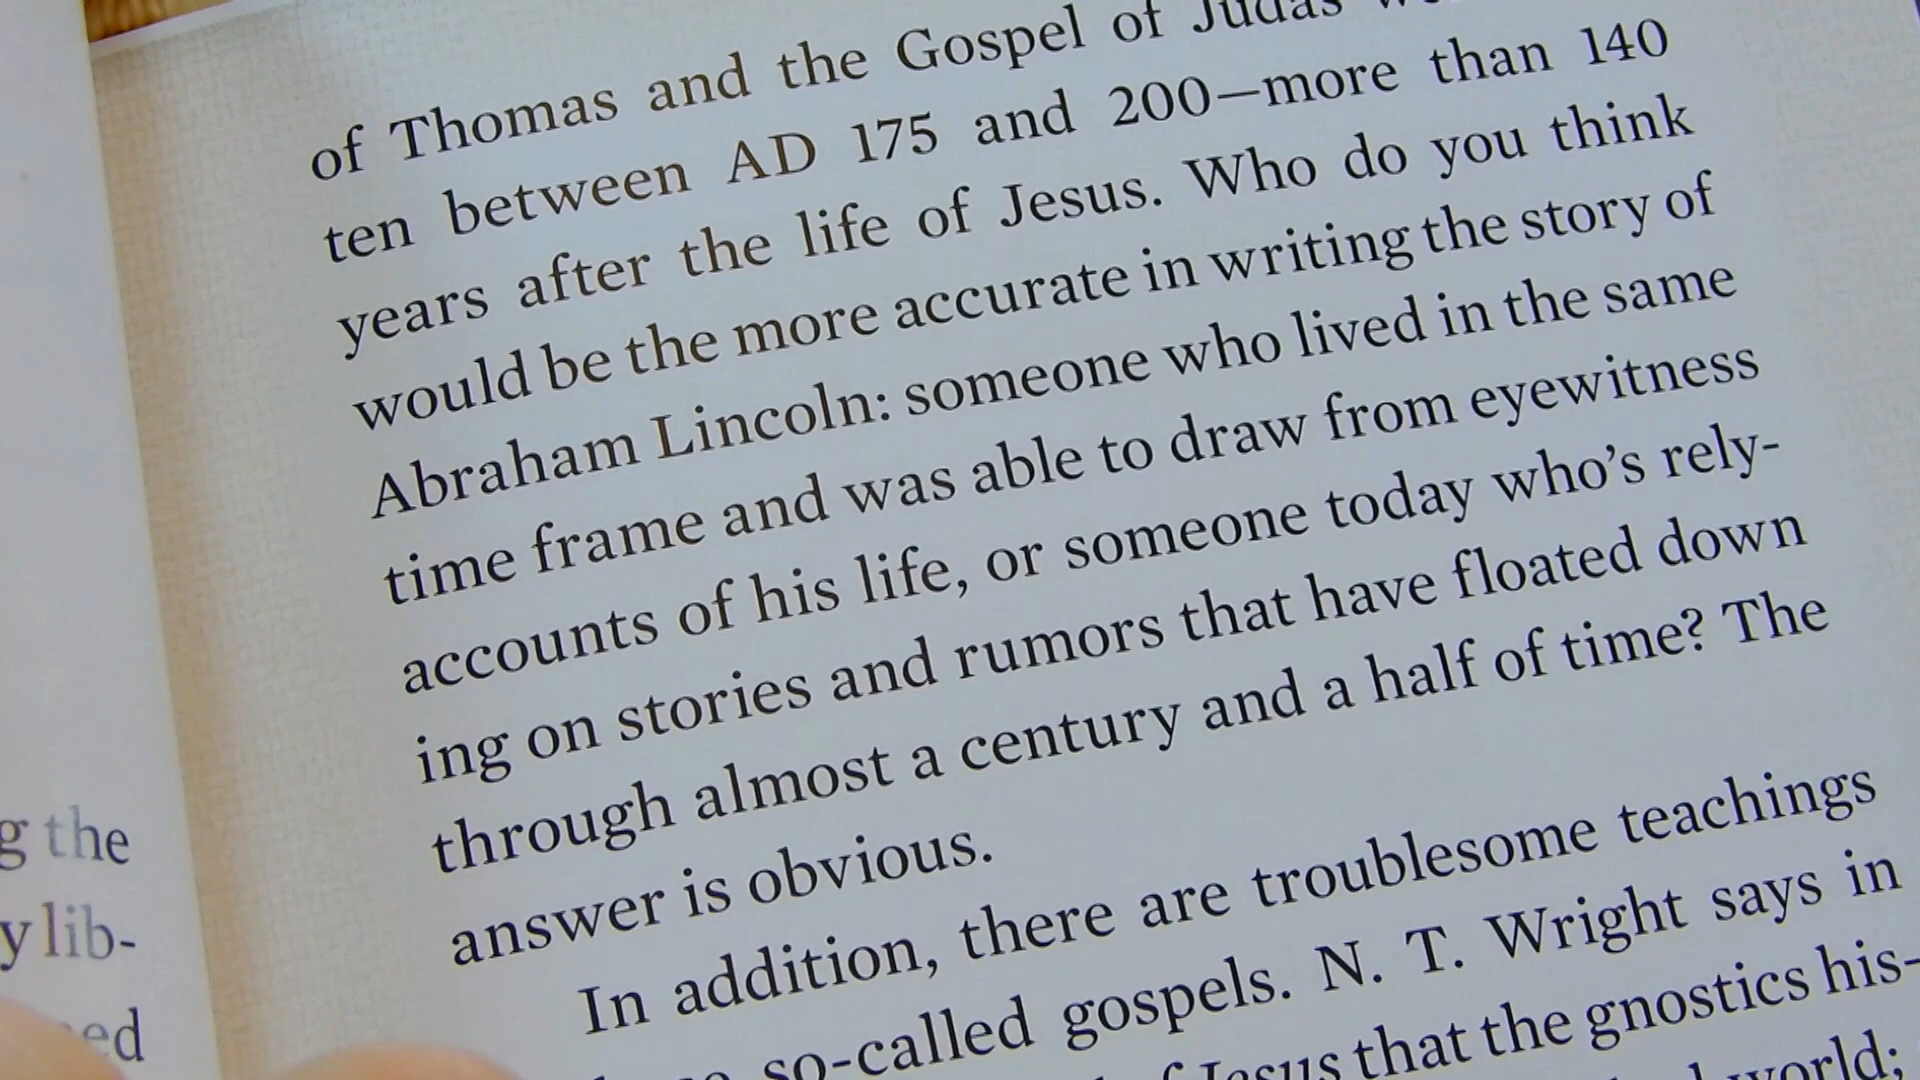 of Thomas and the Gospel of Judas
ten between AD 175 and 200—more than 140
years after the life of Jesus. Who do you think
would be the more accurate in writing the story of
Abraham Lincoln: someone who lived in the same
time frame and was able to draw from eyewitness
accounts of his life, or someone today who's rely-
ing on stories and rumors that have floated down
through almost a century and a half of time? The
answer is obvious.
In addition, there are troublesome teachings
so-called gospels. N. T. Wright says in
of Jesus that the gnostics his-
world;
g the
y lib-
ed